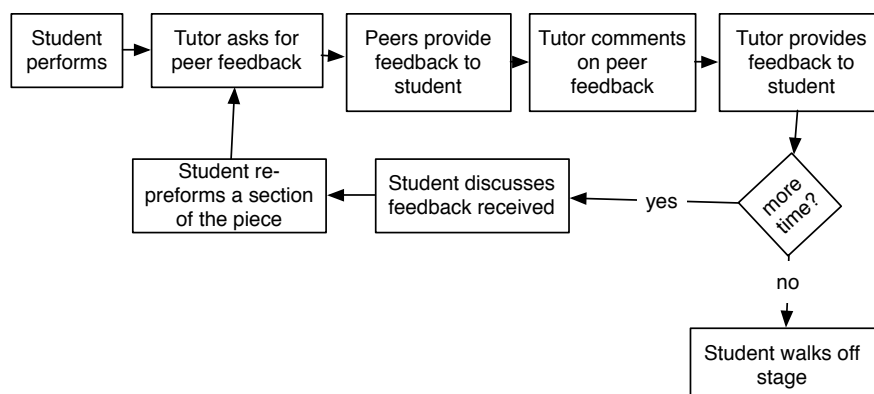 Student
performs
Tutor asks for
peer feedback
Peers provide
feedback to
student
Tutor comments
on peer
feedback
Tutor provides
feedback to
student
more
time?
yes
Student discusses
feedback received
Student re-
preforms a section
of the piece
no
Student walks off
stage